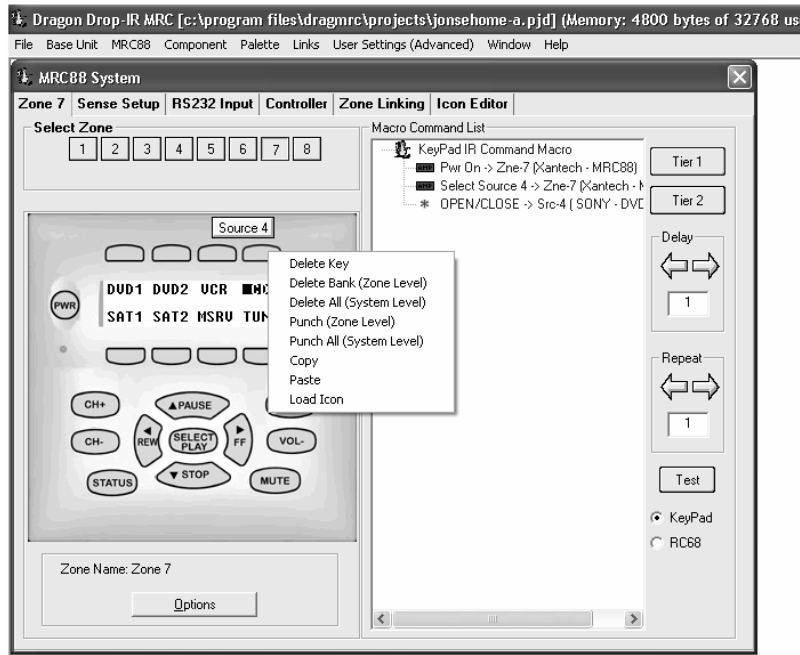 Dragon Drop-IR MRC [c:\program files\dragmrc\projects\jonsehome-a.pjd] (Memory: 4800 bytes of 32768 us
File Base Unit MRC88 Component Palette Links User Settings (Advanced) Window Help
MRC88 System
Zone 7 Sense Setup RS232 Input Controller Zone Linking Icon Editor
Select Zone
1 2 3 4 5 6 7 8
Source 4
PWR
DVD1 DVD2 VCR
SAT1 SAT2 MSRV TUN
CH+ PAUSE
CH- REW SELECT PLAY FF VOL-
STATUS STOP MUTE
Zone Name: Zone 7
Options
Delete Key
Delete Bank (Zone Level)
Delete All (System Level)
Punch (Zone Level)
Punch All (System Level)
Copy
Paste
Load Icon
Macro Command List
KeyPad IR Command Macro
AMP Pwr On -> Zne-7 (Xantech - MRC88)
AMP Select Source 4 -> Zne-7 (Xantech - M
* OPEN/CLOSE -> Src-4 ( SONY - DVD
Tier 1
Tier 2
Delay
1
Repeat
1
Test
KeyPad
RC68